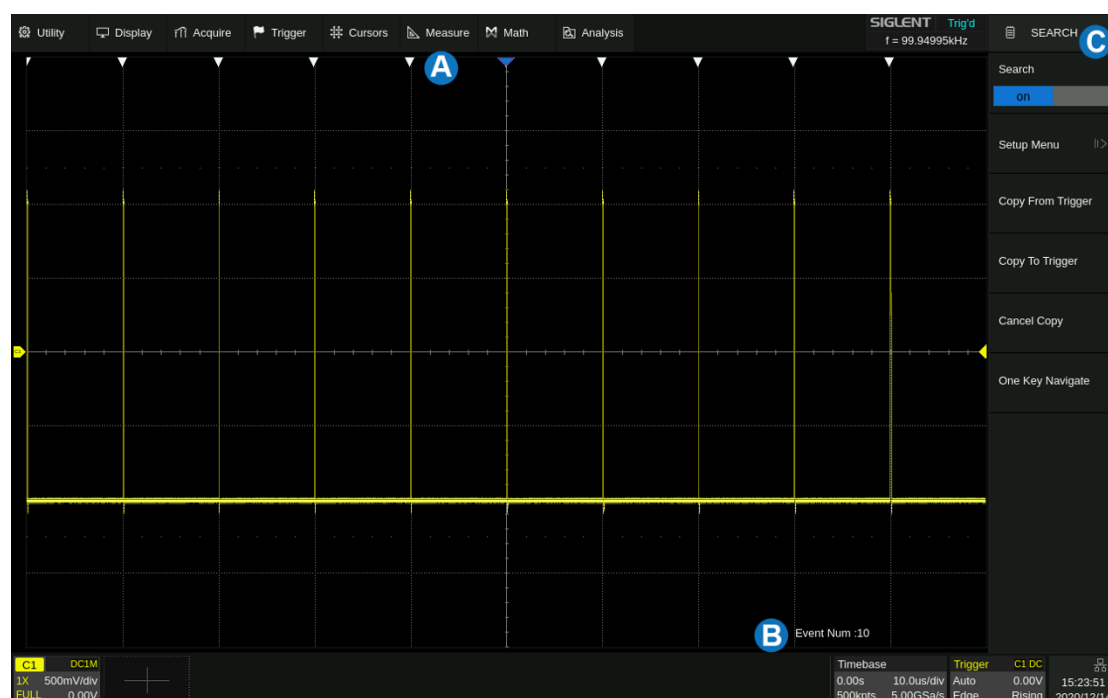 Utility Display Acquire Trigger Cursors Measure Math Analysis
SIGLENT Trig'd
f = 99.94995kHz
SEARCH
C
A
Search
on
Setup Menu
Copy From Trigger
Copy To Trigger
Cancel Copy
One Key Navigate
C1
B Event Num :10
C1 DC1M
1X 500mV/div
FULL 0.00V
Timebase
0.00s 10.0us/div
500kpts 5.00GSa/s
Trigger C1 DC
Auto 0.00V
Edge Rising
15:23:51